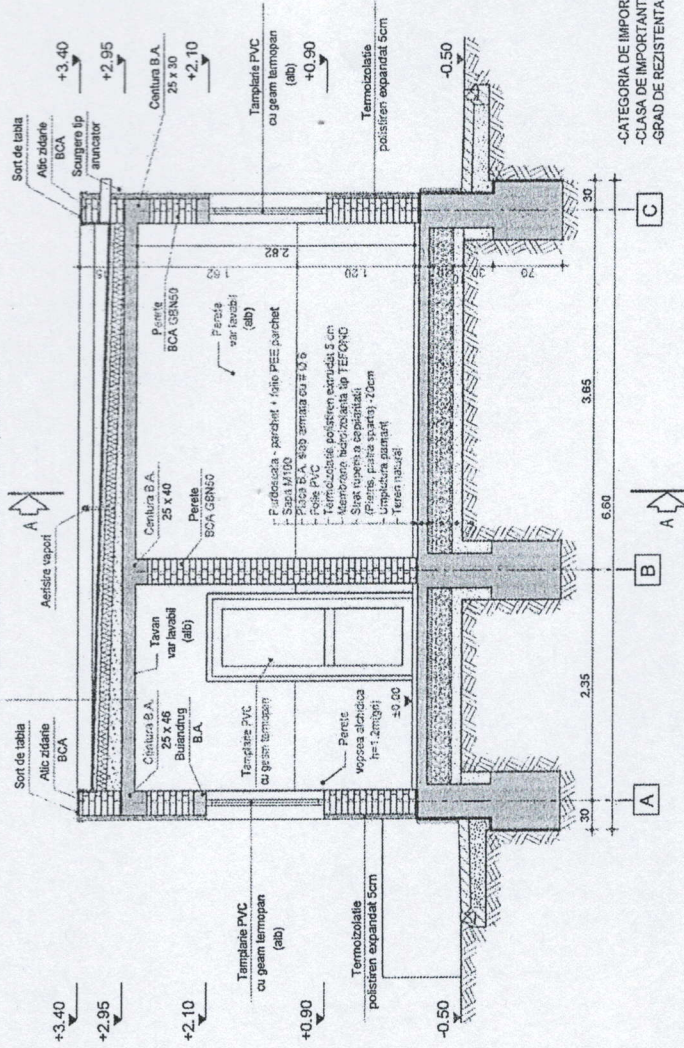 Sort de tabla
Atic zidarie
BCA
Aerisire vapori
Sort de tabla
Atic zidarie
BCA
Scurgere tip
aruncator
A
+3.40
+2.95
+2.10
+0.90
-0.50
+3.40
+2.95
+2.10
+0.90
-0.50
Centura B.A.
25 x 46
Buiandrug
B.A.
Tavan
var lavabil
(alb)
Centura B.A.
25 x 40
Perete
BCA GBN50
Perete
BCA GBN50
Centura B.A.
25 x 30
Perete
var lavabil
(alb)
Tamplarie PVC
cu geam termopan
(alb)
Tamplarie PVC
cu geam termopan
Tamplarie PVC
cu geam termopan
(alb)
Perete
vopsea alchidica
h=1.2m(gri)
±0.00
Termoizolatie
polistiren expandat 5cm
Termoizolatie
polistiren expandat 5cm
Pardoseala - parchet + folie PEE parchet
Sapa M100
Placa B.A. slab armata cu # Ø 6
Folie PVC
Termoizolatie polistiren extrudat 5 cm
Membrana hidroizolanta tip TEFOND
Strat rupere a capilaritatii
(Pietris, piatra sparta) -20cm
Umplutura pamant
Teren natural
1.62
2.82
1.20
30
70
30
2.35
3.65
30
6.60
A
B
C
A
-CATEGORIA DE IMPOR
-CLASA DE IMPORTANT
-GRAD DE REZISTENTA